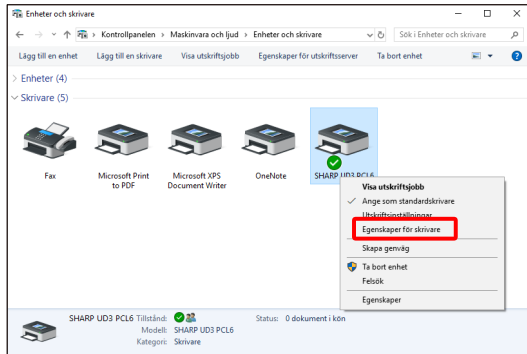 Enheter och skrivare
Kontrollpanelen > Maskinvara och ljud > Enheter och skrivare
Sök i Enheter och skrivare
Lägg till en enhet Lägg till en skrivare Visa utskriftsjobb Egenskaper för utskriftsserver Ta bort enhet
Enheter (4)
Skrivare (5)
Fax
Microsoft Print
to PDF
Microsoft XPS
Document Writer
OneNote
SHARP UD3 PCL6
Visa utskriftsjobb
Ange som standardskrivare
Utskriftsinställningar
Egenskaper för skrivare
Skapa genväg
Ta bort enhet
Felsök
Egenskaper
SHARP UD3 PCL6 Tillstånd: Status: 0 dokument i kön
Modell: SHARP UD3 PCL6
Kategori: Skrivare